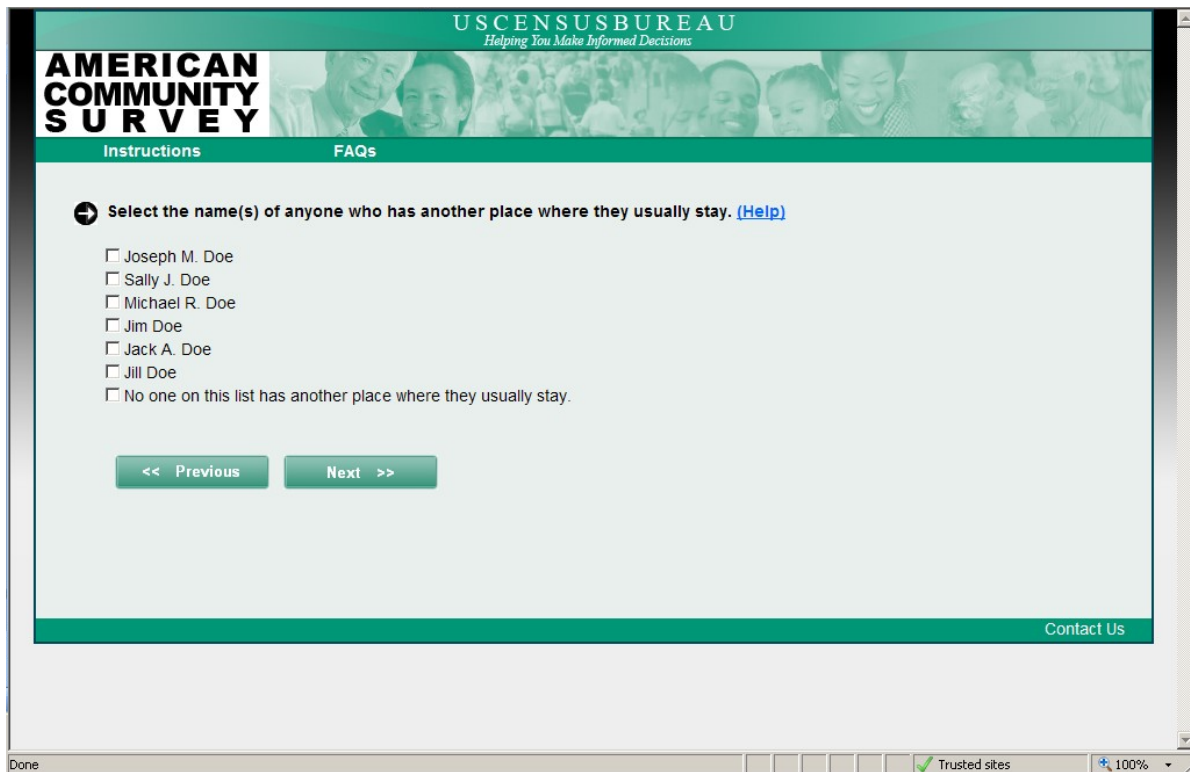 USCENSUSBUREAU
Helping You Make Informed Decisions
AMERICAN
COMMUNITY
SURVEY
Instructions FAQs
Select the name(s) of anyone who has another place where they usually stay. (Help)
Joseph M. Doe
Sally J. Doe
Michael R. Doe
Jim Doe
Jack A. Doe
Jill Doe
No one on this list has another place where they usually stay.
<< Previous Next >>
Contact Us
Done Trusted sites 100%